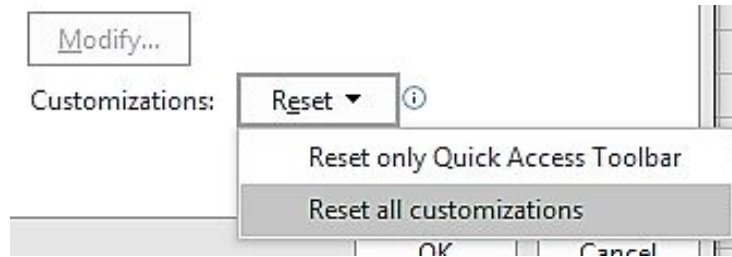 Modify...
Customizations: Reset
Reset only Quick Access Toolbar
Reset all customizations
OK Cancel